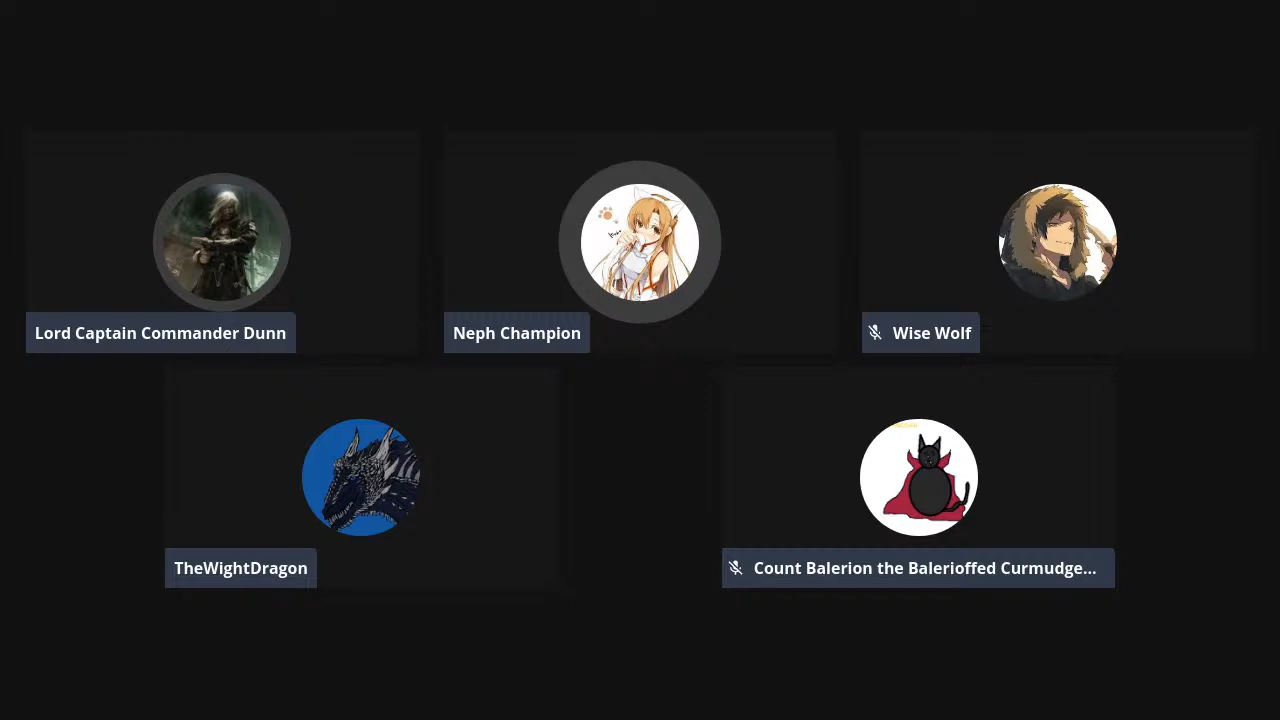 Lord Captain Commander Dunn
Neph Champion
Wise Wolf
TheWightDragon
Count Balerion the Balerioffed Curmudge...